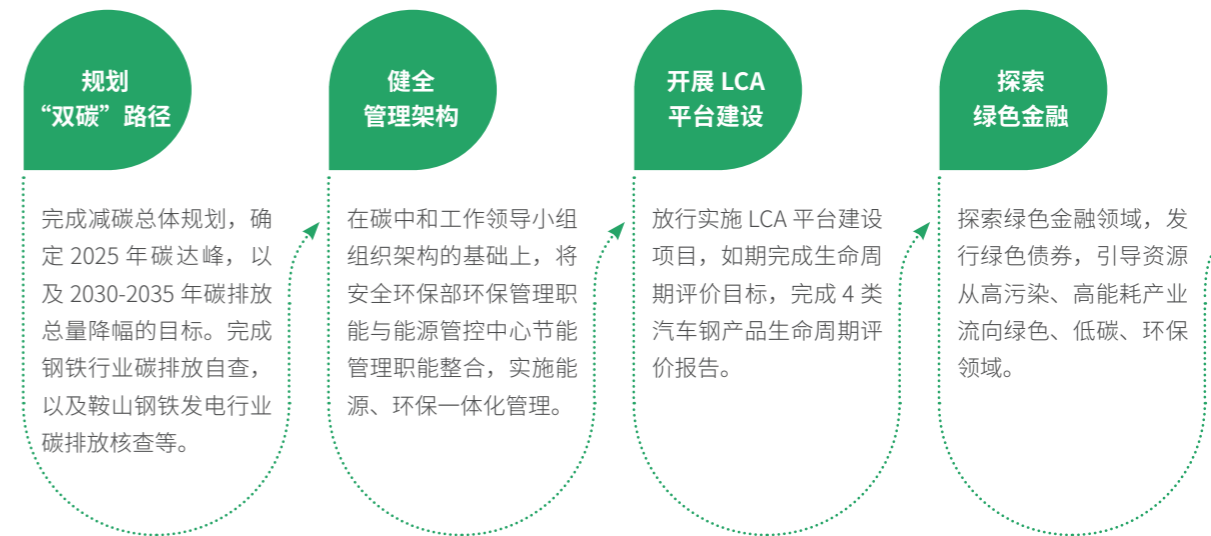 规划
“双碳”路径
完成减碳总体规划，确
定 2025 年碳达峰，以
及 2030-2035 年碳排放
总量降幅的目标。完成
钢铁行业碳排放自查，
以及鞍山钢铁发电行业
碳排放核查等。
健全
管理架构
在碳中和工作领导小组
组织架构的基础上，将
安全环保部环保管理职
能与能源管控中心节能
管理职能整合，实施能
源、环保一体化管理。
开展 LCA
平台建设
放行实施 LCA 平台建设
项目，如期完成生命周
期评价目标，完成 4 类
汽车钢产品生命周期评
价报告。
探索
绿色金融
探索绿色金融领域，发
行绿色债券，引导资源
从高污染、高能耗产业
流向绿色、低碳、环保
领域。